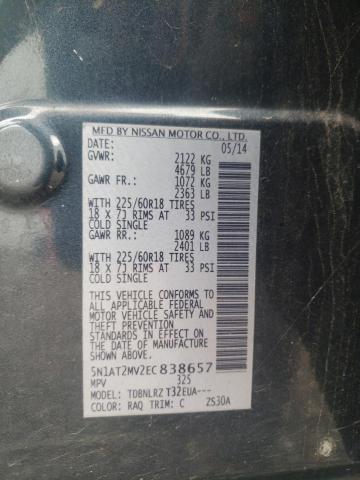 MFD BY NISSAN MOTOR CO., LTD.
DATE: 05/14
GVWR: 2122 KG
4679 LB
GAWR FR.: 1072 KG
2363 LB
WITH 225/60R18 TIRES
18 X 7J RIMS AT 33 PSI
COLD SINGLE
GAWR RR.: 1089 KG
2401 LB
WITH 225/60R18 TIRES
18 X 7J RIMS AT 33 PSI
COLD SINGLE
THIS VEHICLE CONFORMS TO
ALL APPLICABLE FEDERAL
MOTOR VEHICLE SAFETY AND
THEFT PREVENTION STANDARDS
IN EFFECT ON THE DATE
OF MANUFACTURE SHOWN
ABOVE.
5N1AT2MV2EC838657
MPV 325
MODEL: TDBNLRZ T32EUA---
COLOR: RAQ TRIM: C ZS30A